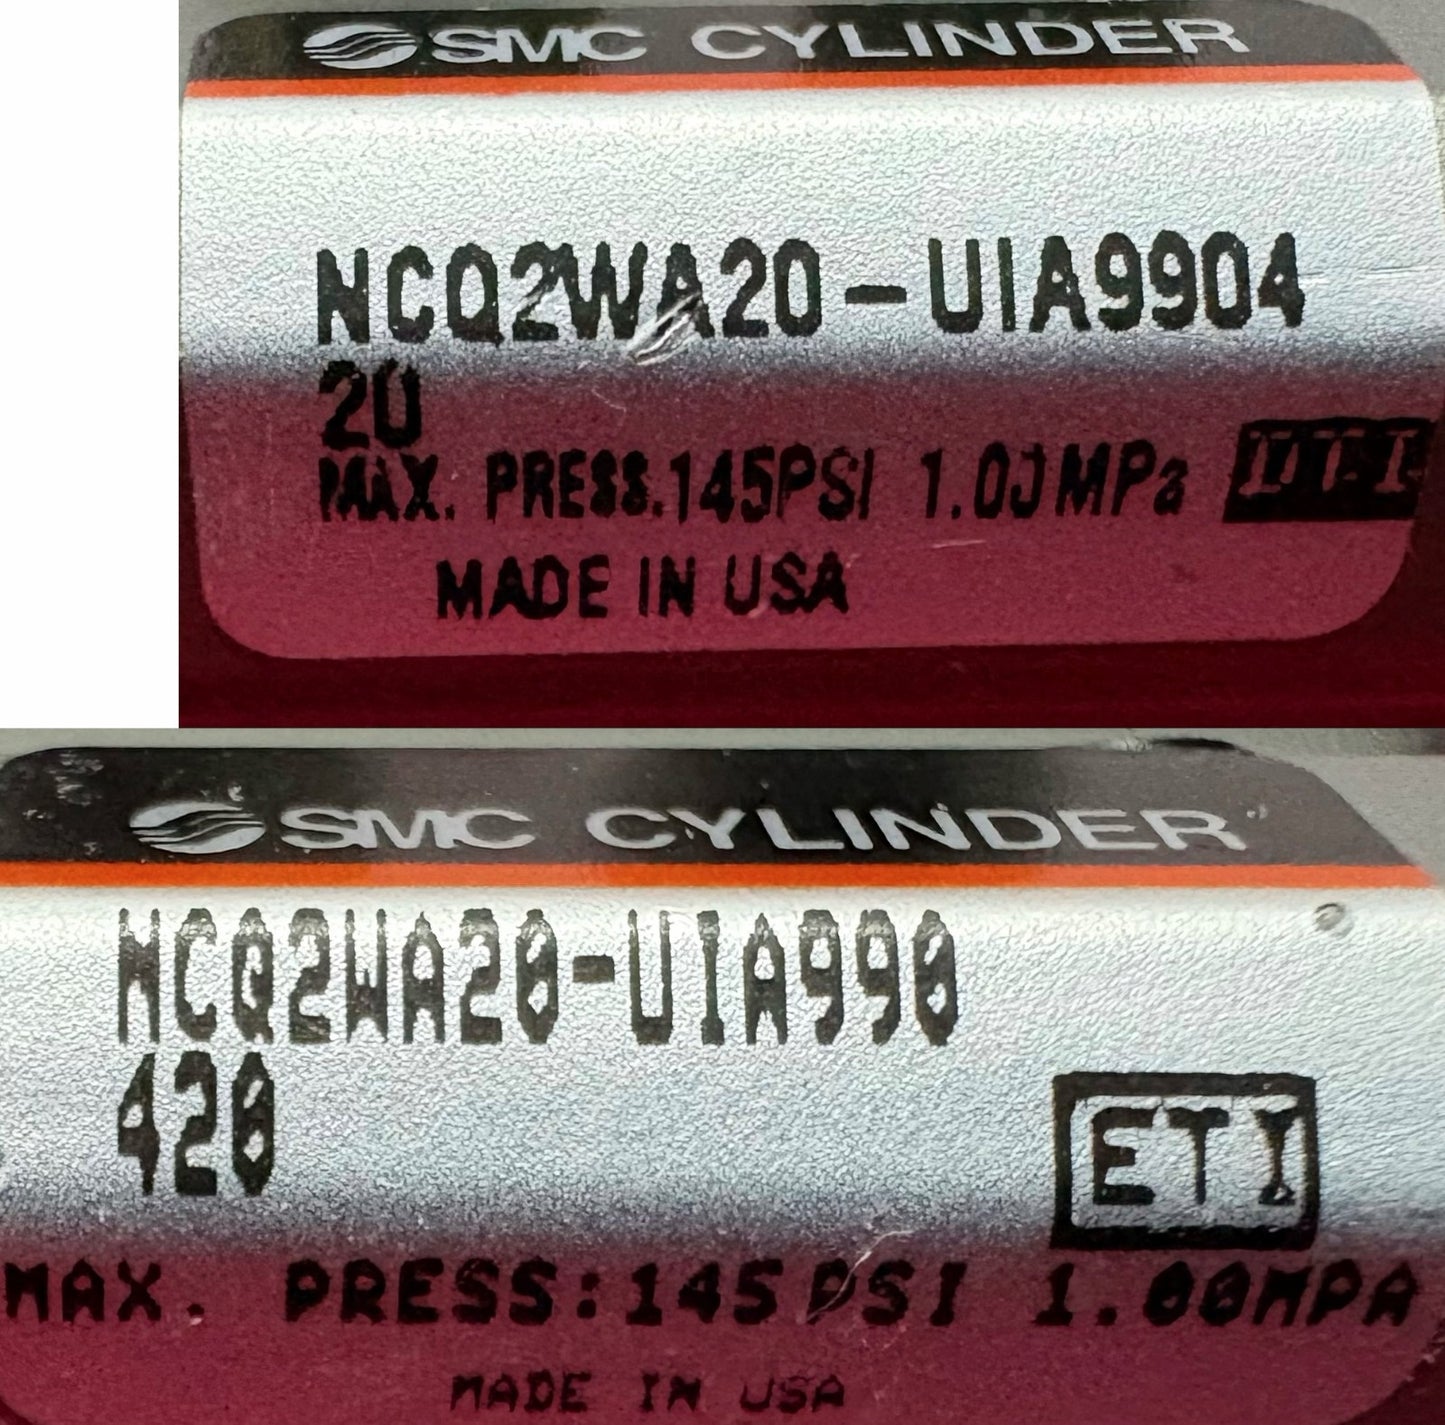 SMC CYLINDER
NCQ2WA20-UIA9904
20
MAX. PRESS.145PSI 1.00MPa
MADE IN USA
SMC CYLINDER
NCQ2WA20-UIA990
420
ETI
MAX. PRESS:145PSI 1.00MPA
MADE IN USA